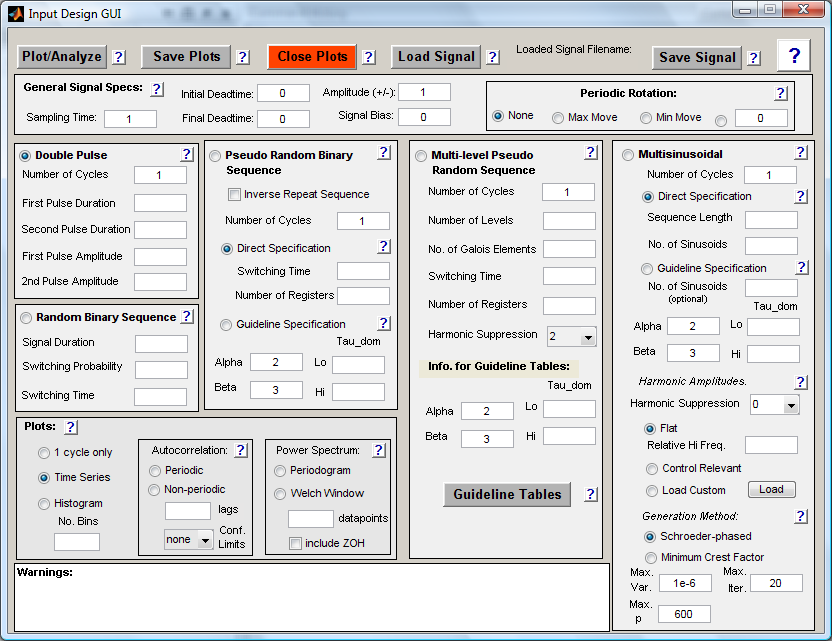 Input Design GUI
Plot/Analyze ? Save Plots ? Close Plots ? Load Signal ? Loaded Signal Filename: Save Signal ? ?
General Signal Specs: ?
Sampling Time: 1
Initial Deadtime: 0
Final Deadtime: 0
Amplitude (+/-): 1
Signal Bias: 0
Periodic Rotation: ?
None Max Move Min Move 0
Double Pulse ?
Number of Cycles 1
First Pulse Duration
Second Pulse Duration
First Pulse Amplitude
2nd Pulse Amplitude
Random Binary Sequence ?
Signal Duration
Switching Probability
Switching Time
Pseudo Random Binary ?
Sequence
Inverse Repeat Sequence
Number of Cycles 1
Direct Specification ?
Switching Time
Number of Registers
Guideline Specification ?
Tau_dom
Alpha 2 Lo
Beta 3 Hi
Multi-level Pseudo ?
Random Sequence
Number of Cycles 1
Number of Levels
No. of Galois Elements
Switching Time
Number of Registers
Harmonic Suppression 2
Info. for Guideline Tables:
Tau_dom
Alpha 2 Lo
Beta 3 Hi
Guideline Tables ?
Multisinusoidal ?
Number of Cycles 1
Direct Specification ?
Sequence Length
No. of Sinusoids
Guideline Specification ?
No. of Sinusoids
(optional)
Tau_dom
Alpha 2 Lo
Beta 3 Hi
Harmonic Amplitudes. ?
Harmonic Suppression 0
Flat
Relative Hi Freq.
Control Relevant
Load Custom Load
Generation Method: ?
Schroeder-phased
Minimum Crest Factor
Max. Var. 1e-6 Max. Iter. 20
Max. p 600
Plots: ?
1 cycle only
Time Series
Histogram
No. Bins
Autocorrelation: ?
Periodic
Non-periodic
lags
none Conf. Limits
Power Spectrum: ?
Periodogram
Welch Window
datapoints
include ZOH
Warnings: